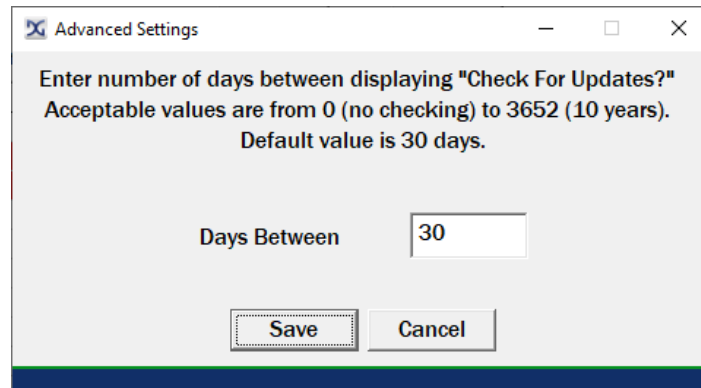 Advanced Settings
Enter number of days between displaying "Check For Updates?"
Acceptable values are from 0 (no checking) to 3652 (10 years).
Default value is 30 days.
Days Between 30
Save Cancel